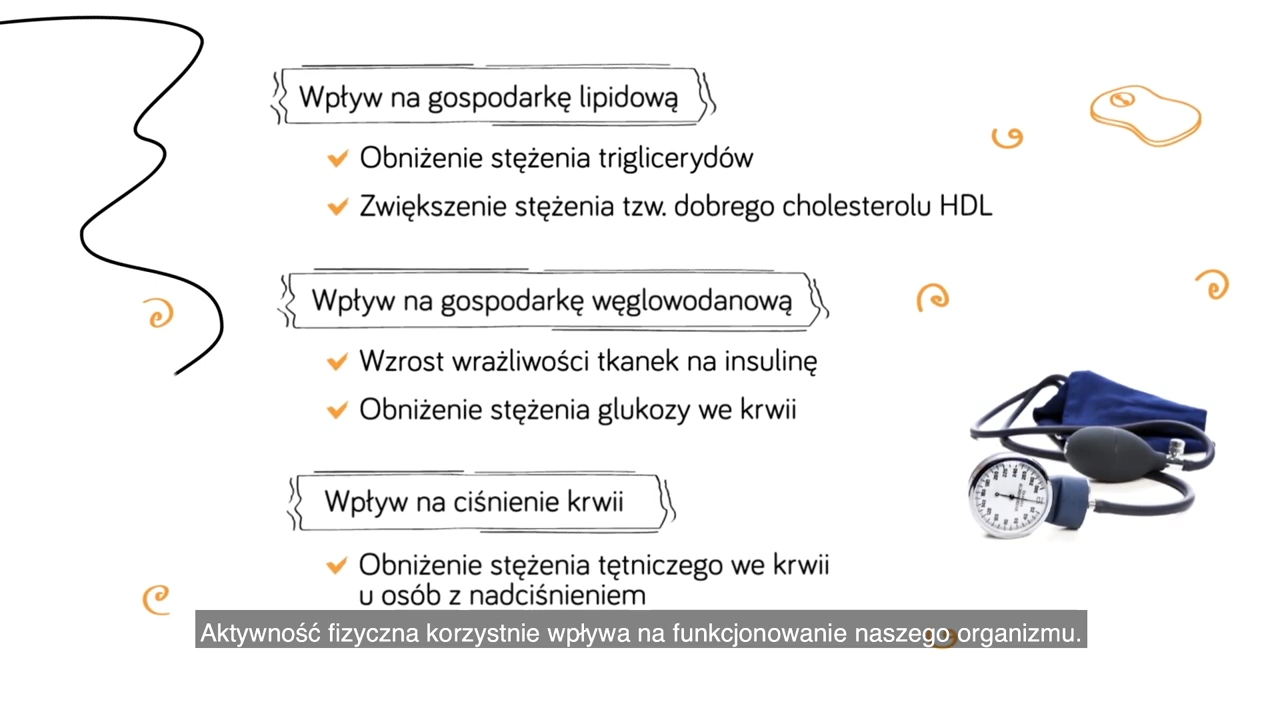 Wpływ na gospodarkę lipidową
Obniżenie stężenia triglicerydów
Zwiększenie stężenia tzw. dobrego cholesterolu HDL
Wpływ na gospodarkę węglowodanową
Wzrost wrażliwości tkanek na insulinę
Obniżenie stężenia glukozy we krwii
Wpływ na ciśnienie krwii
Obniżenie stężenia tętniczego we krwii
u osób z nadciśnieniem
Aktywność fizyczna korzystnie wpływa na funkcjonowanie naszego organizmu.